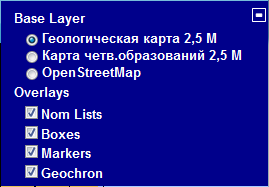 Base Layer
Геологическая карта 2,5 М
Карта четв.образований 2,5 М
OpenStreetMap
Overlays
Nom Lists
Boxes
Markers
Geochron